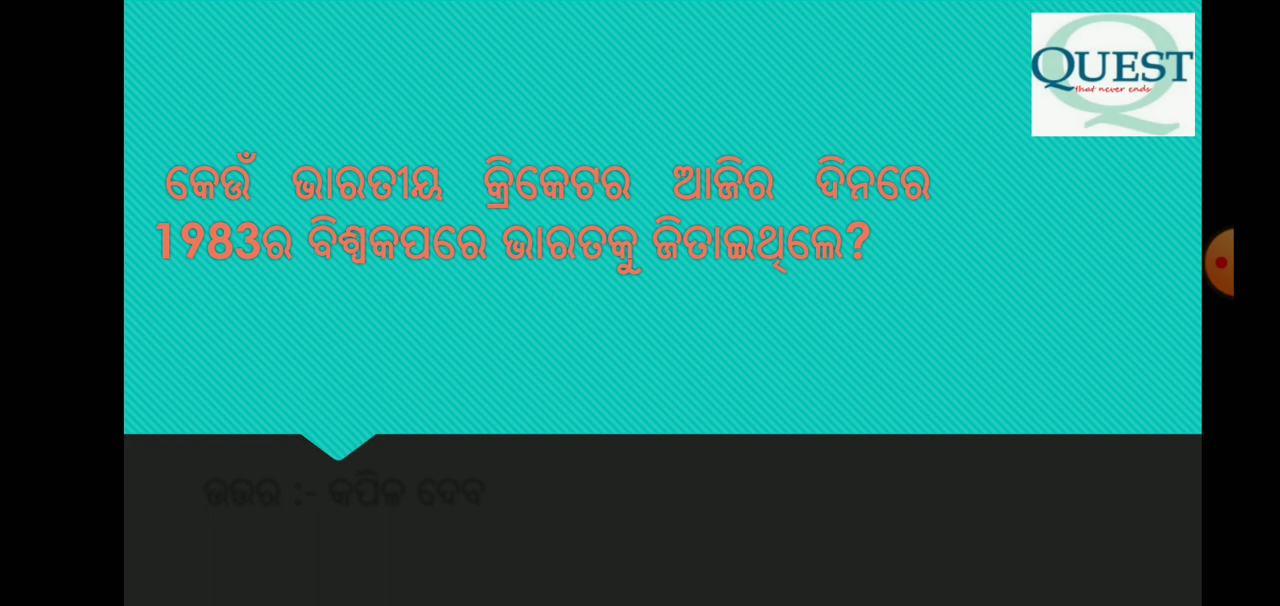 QUEST
that never ends
କେଉଁ ଭାରତୀୟ କ୍ରିକେଟର ଆଜିର ଦିନରେ
1983ର ବିଶ୍ୱକପରେ ଭାରତକୁ ଜିତାଇଥିଲେ?
ଉତ୍ତର :- କପିଳ ଦେବ